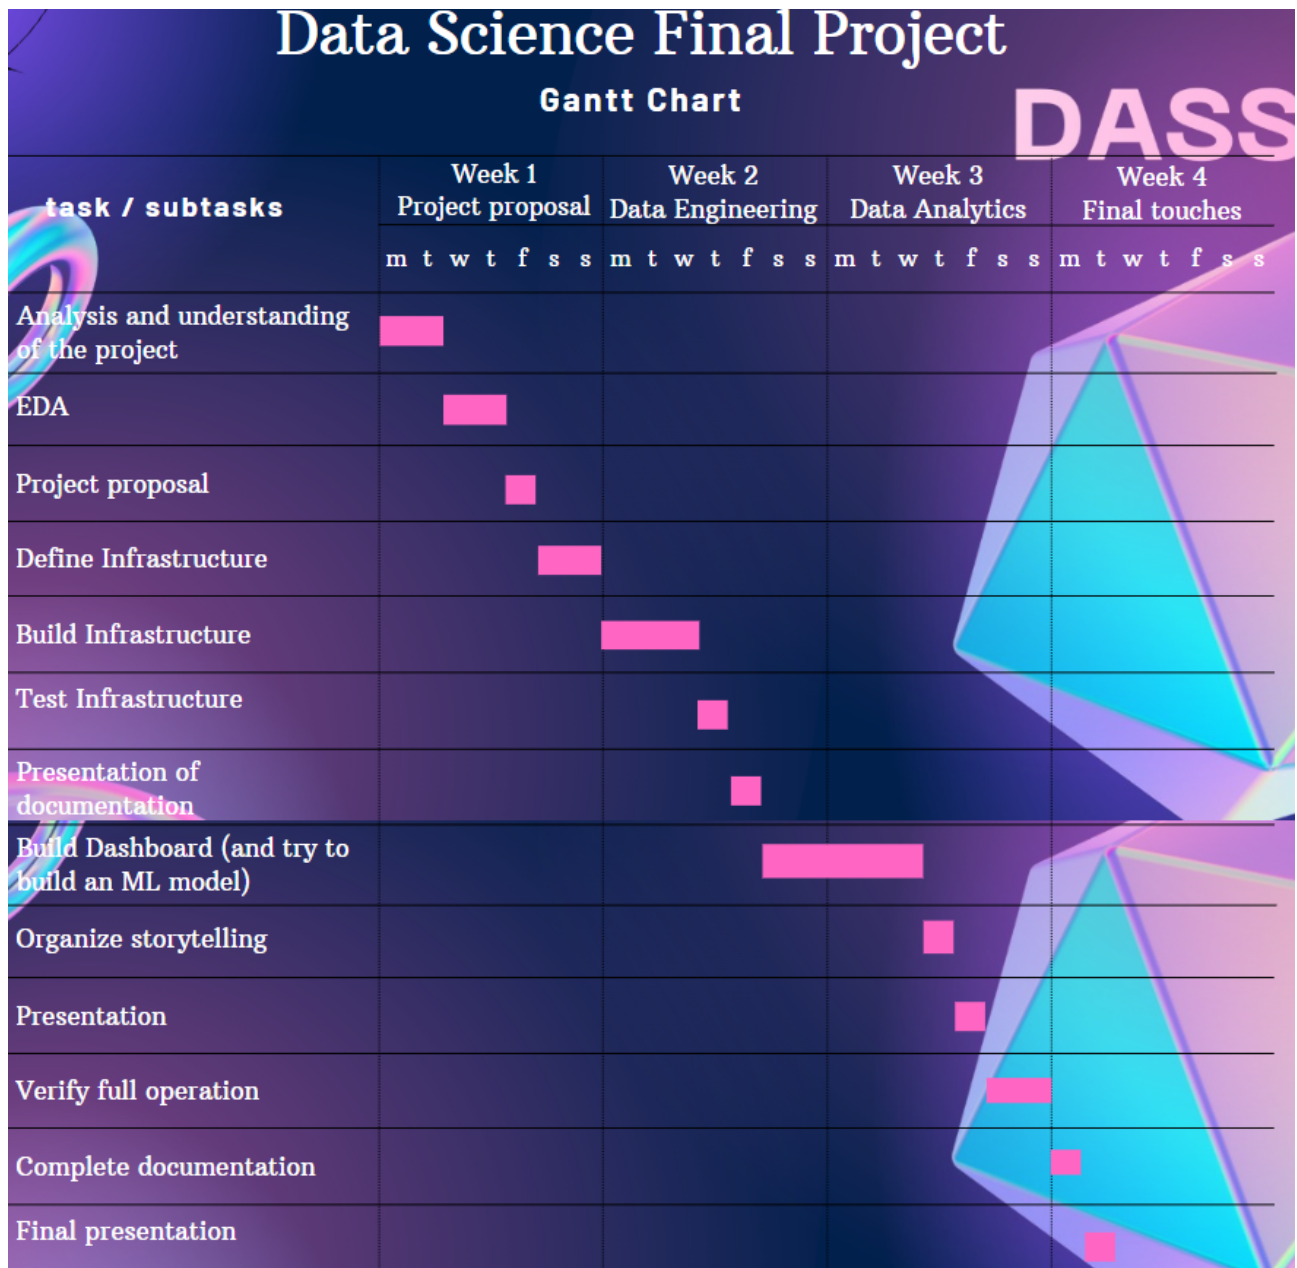 Data Science Final Project
Gantt Chart
DASS
task / subtasks
Week 1
Project proposal
Week 2
Data Engineering
Week 3
Data Analytics
Week 4
Final touches
m t w t f s s m t w t f s s m t w t f s s m t w t f s s
Analysis and understanding
of the project
EDA
Project proposal
Define Infrastructure
Build Infrastructure
Test Infrastructure
Presentation of
documentation
Build Dashboard (and try to
build an ML model)
Organize storytelling
Presentation
Verify full operation
Complete documentation
Final presentation